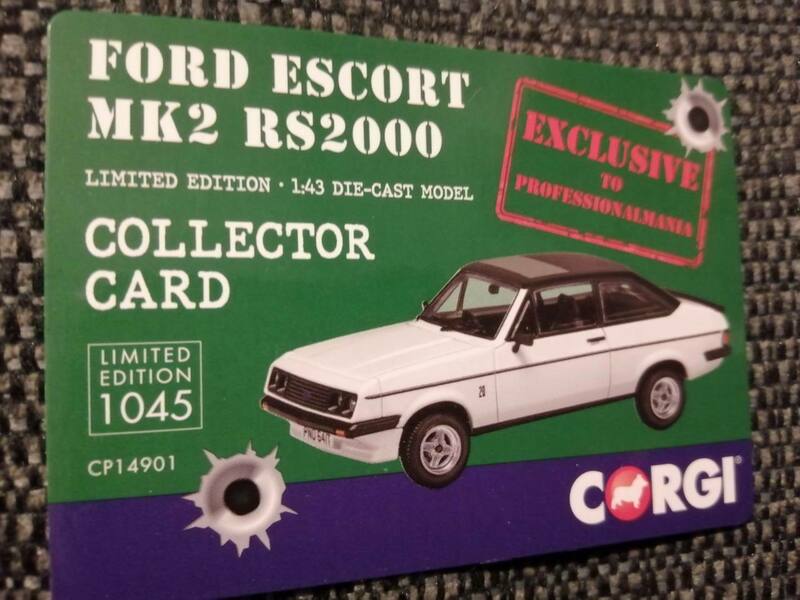 FORD ESCORT
MK2 RS2000
LIMITED EDITION · 1:43 DIE-CAST MODEL
EXCLUSIVE
TO
PROFESSIONALMANIA
COLLECTOR
CARD
LIMITED
EDITION
1045
CP14901
CORGI®